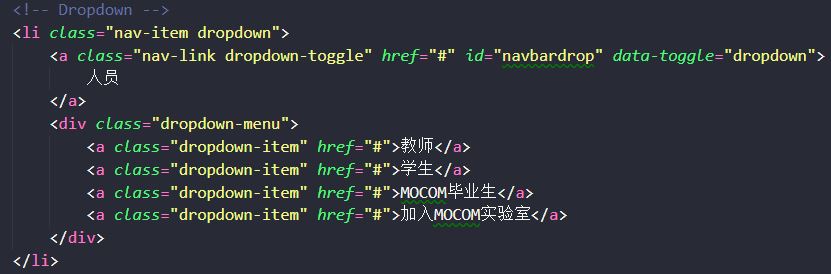 <!-- Dropdown -->
<li class="nav-item dropdown">
<a class="nav-link dropdown-toggle" href="#" id="navbardrop" data-toggle="dropdown">
人员
</a>
<div class="dropdown-menu">
<a class="dropdown-item" href="#">教师</a>
<a class="dropdown-item" href="#">学生</a>
<a class="dropdown-item" href="#">MOCOM毕业生</a>
<a class="dropdown-item" href="#">加入MOCOM实验室</a>
</div>
</li>